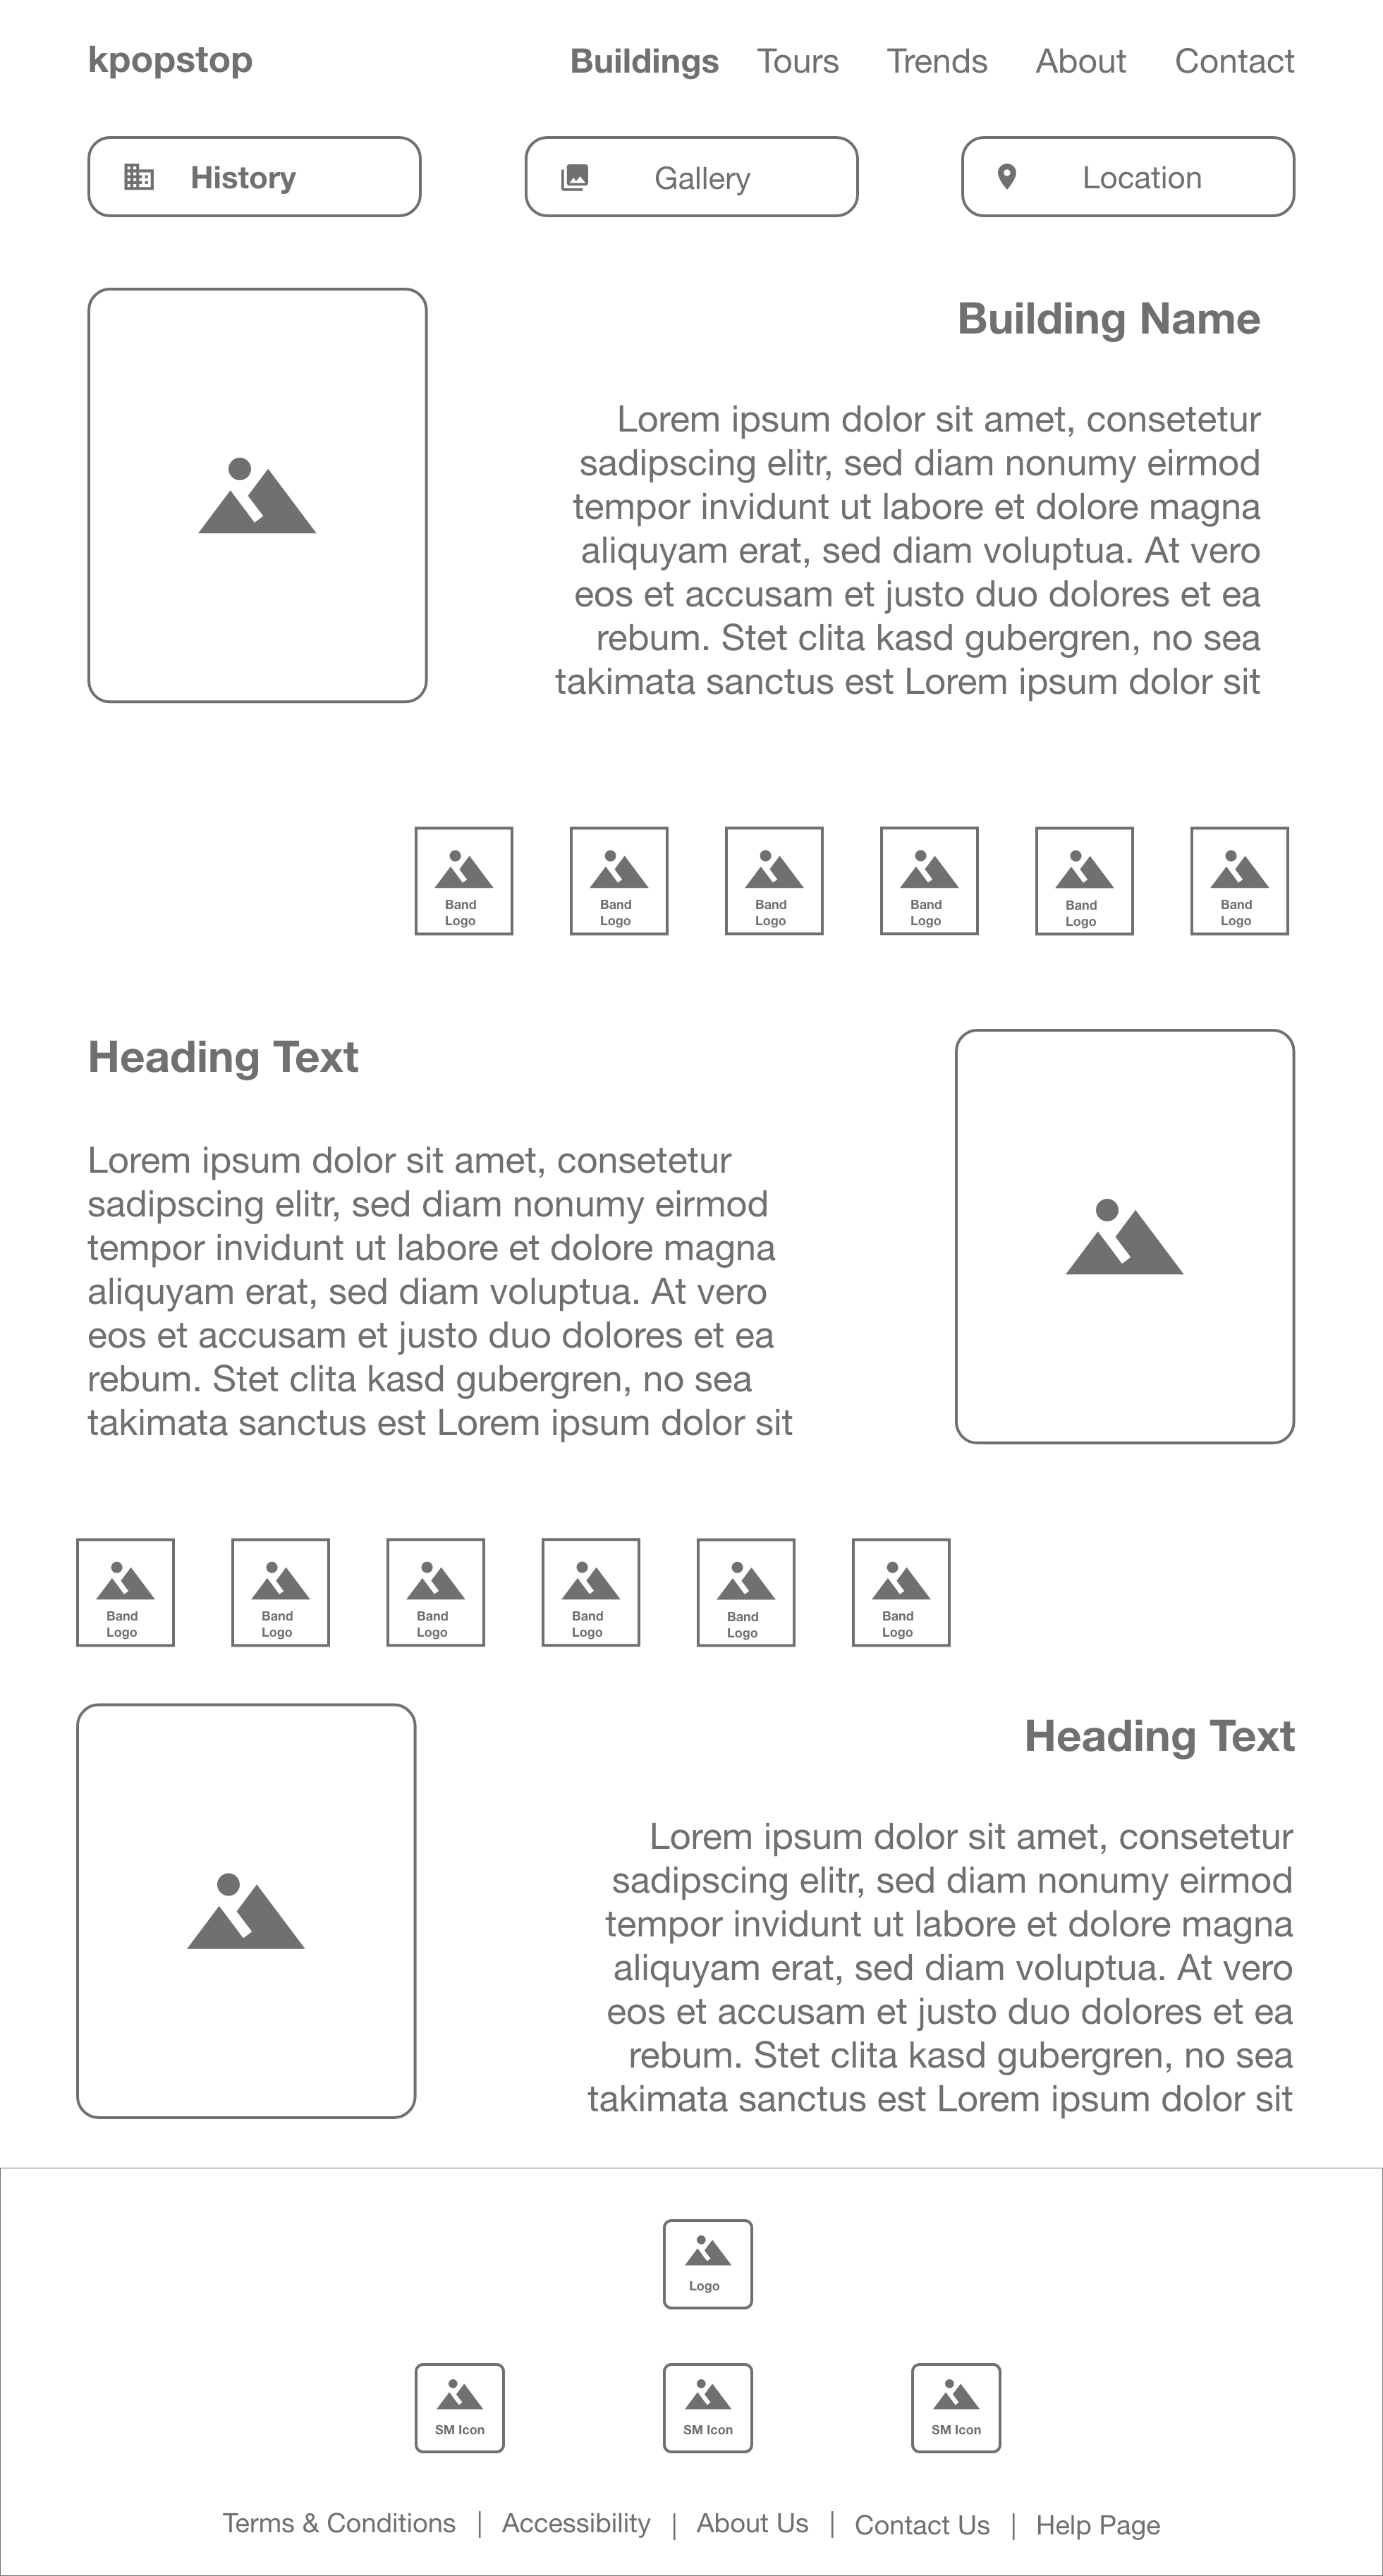 kpopstop
Buildings Tours Trends About Contact
History
Gallery
Location
Building Name
Lorem ipsum dolor sit amet, consetetur
sadipscing elitr, sed diam nonumy eirmod
tempor invidunt ut labore et dolore magna
aliquyam erat, sed diam voluptua. At vero
eos et accusam et justo duo dolores et ea
rebum. Stet clita kasd gubergren, no sea
takimata sanctus est Lorem ipsum dolor sit
Band
Logo
Band
Logo
Band
Logo
Band
Logo
Band
Logo
Band
Logo
Heading Text
Lorem ipsum dolor sit amet, consetetur
sadipscing elitr, sed diam nonumy eirmod
tempor invidunt ut labore et dolore magna
aliquyam erat, sed diam voluptua. At vero
eos et accusam et justo duo dolores et ea
rebum. Stet clita kasd gubergren, no sea
takimata sanctus est Lorem ipsum dolor sit
Band
Logo
Band
Logo
Band
Logo
Band
Logo
Band
Logo
Band
Logo
Heading Text
Lorem ipsum dolor sit amet, consetetur
sadipscing elitr, sed diam nonumy eirmod
tempor invidunt ut labore et dolore magna
aliquyam erat, sed diam voluptua. At vero
eos et accusam et justo duo dolores et ea
rebum. Stet clita kasd gubergren, no sea
takimata sanctus est Lorem ipsum dolor sit
Logo
SM Icon
SM Icon
SM Icon
Terms & Conditions | Accessibility | About Us | Contact Us | Help Page